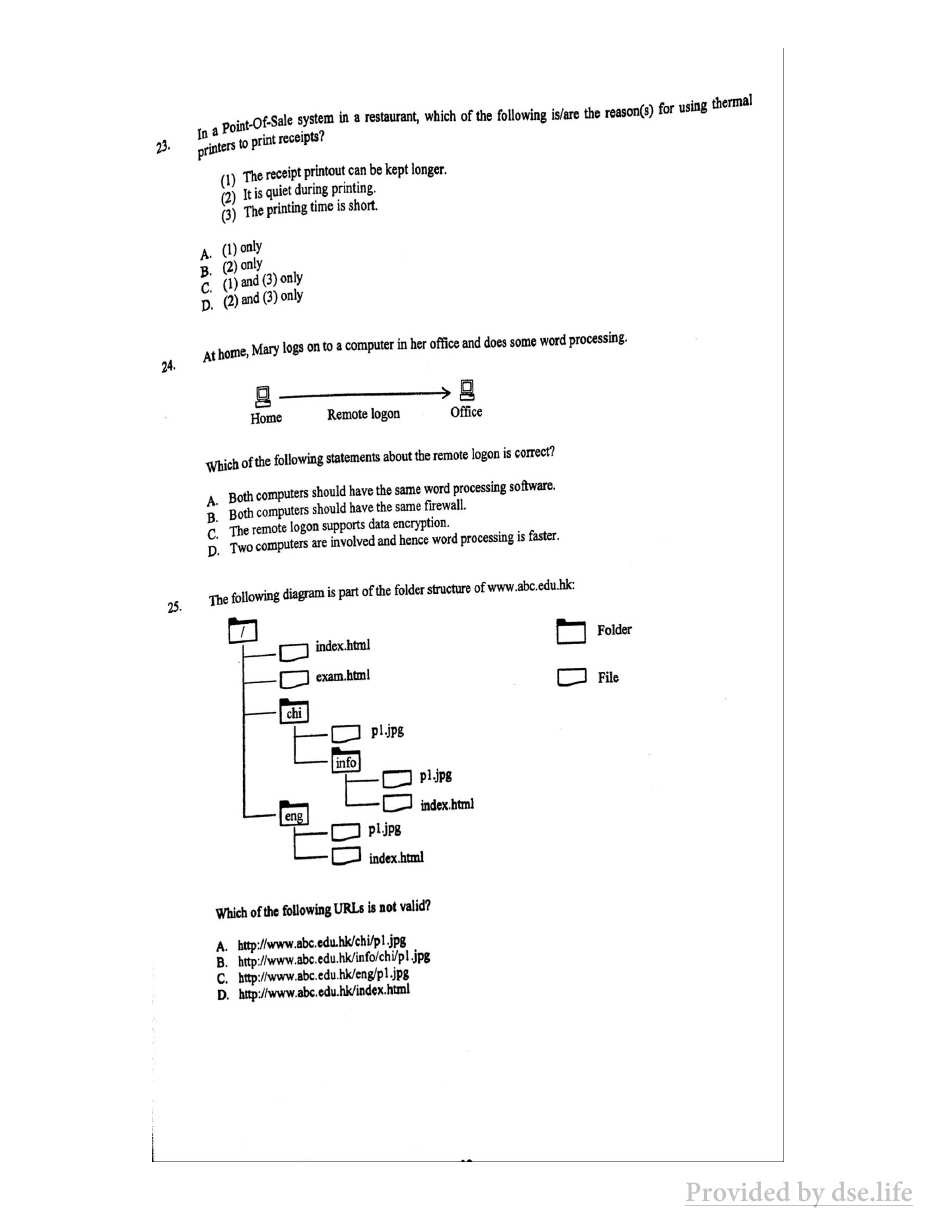 23. In a Point-Of-Sale system in a restaurant, which of the following is/are the reason(s) for using thermal
printers to print receipts?
(1) The receipt printout can be kept longer.
(2) It is quiet during printing.
(3) The printing time is short.
A. (1) only
B. (2) only
C. (1) and (3) only
D. (2) and (3) only
24. At home, Mary logs on to a computer in her office and does some word processing.
Home Remote logon Office
Which of the following statements about the remote logon is correct?
A. Both computers should have the same word processing software.
B. Both computers should have the same firewall.
C. The remote logon supports data encryption.
D. Two computers are involved and hence word processing is faster.
25. The following diagram is part of the folder structure of www.abc.edu.hk:
/
Folder
index.html
exam.html
File
chi
p1.jpg
info
p1.jpg
index.html
eng
p1.jpg
index.html
Which of the following URLs is not valid?
A. http://www.abc.edu.hk/chi/p1.jpg
B. http://www.abc.edu.hk/info/chi/p1.jpg
C. http://www.abc.edu.hk/eng/p1.jpg
D. http://www.abc.edu.hk/index.html
Provided by dse.life